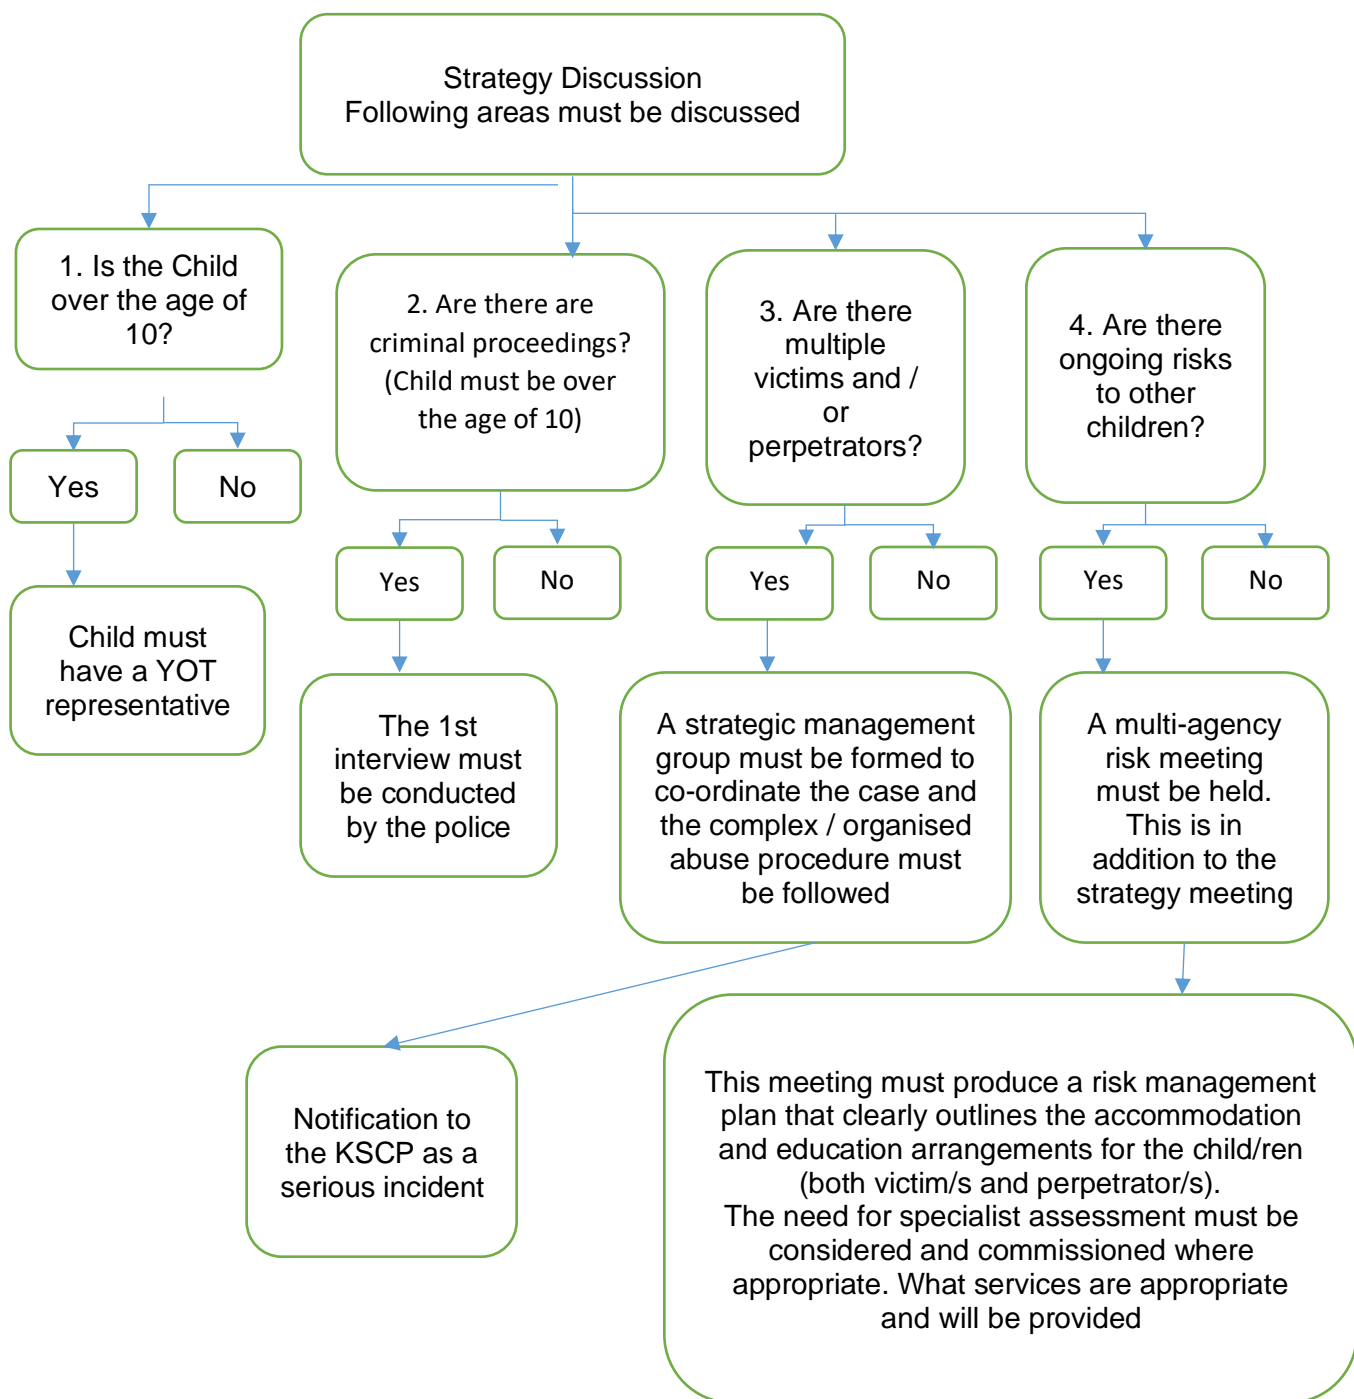 Strategy Discussion
Following areas must be discussed
1. Is the Child
over the age of
10?
2. Are there are
criminal proceedings?
(Child must be over
the age of 10)
3. Are there
multiple
victims and /
or
perpetrators?
4. Are there
ongoing risks
to other
children?
Yes
No
Yes
No
Yes
No
Yes
No
Child must
have a YOT
representative
The 1st
interview must
be conducted
by the police
A strategic management
group must be formed to
co-ordinate the case and
the complex / organised
abuse procedure must
be followed
A multi-agency
risk meeting
must be held.
This is in
addition to the
strategy meeting
Notification to
the KSCP as a
serious incident
This meeting must produce a risk management
plan that clearly outlines the accommodation
and education arrangements for the child/ren
(both victim/s and perpetrator/s).
The need for specialist assessment must be
considered and commissioned where
appropriate. What services are appropriate
and will be provided